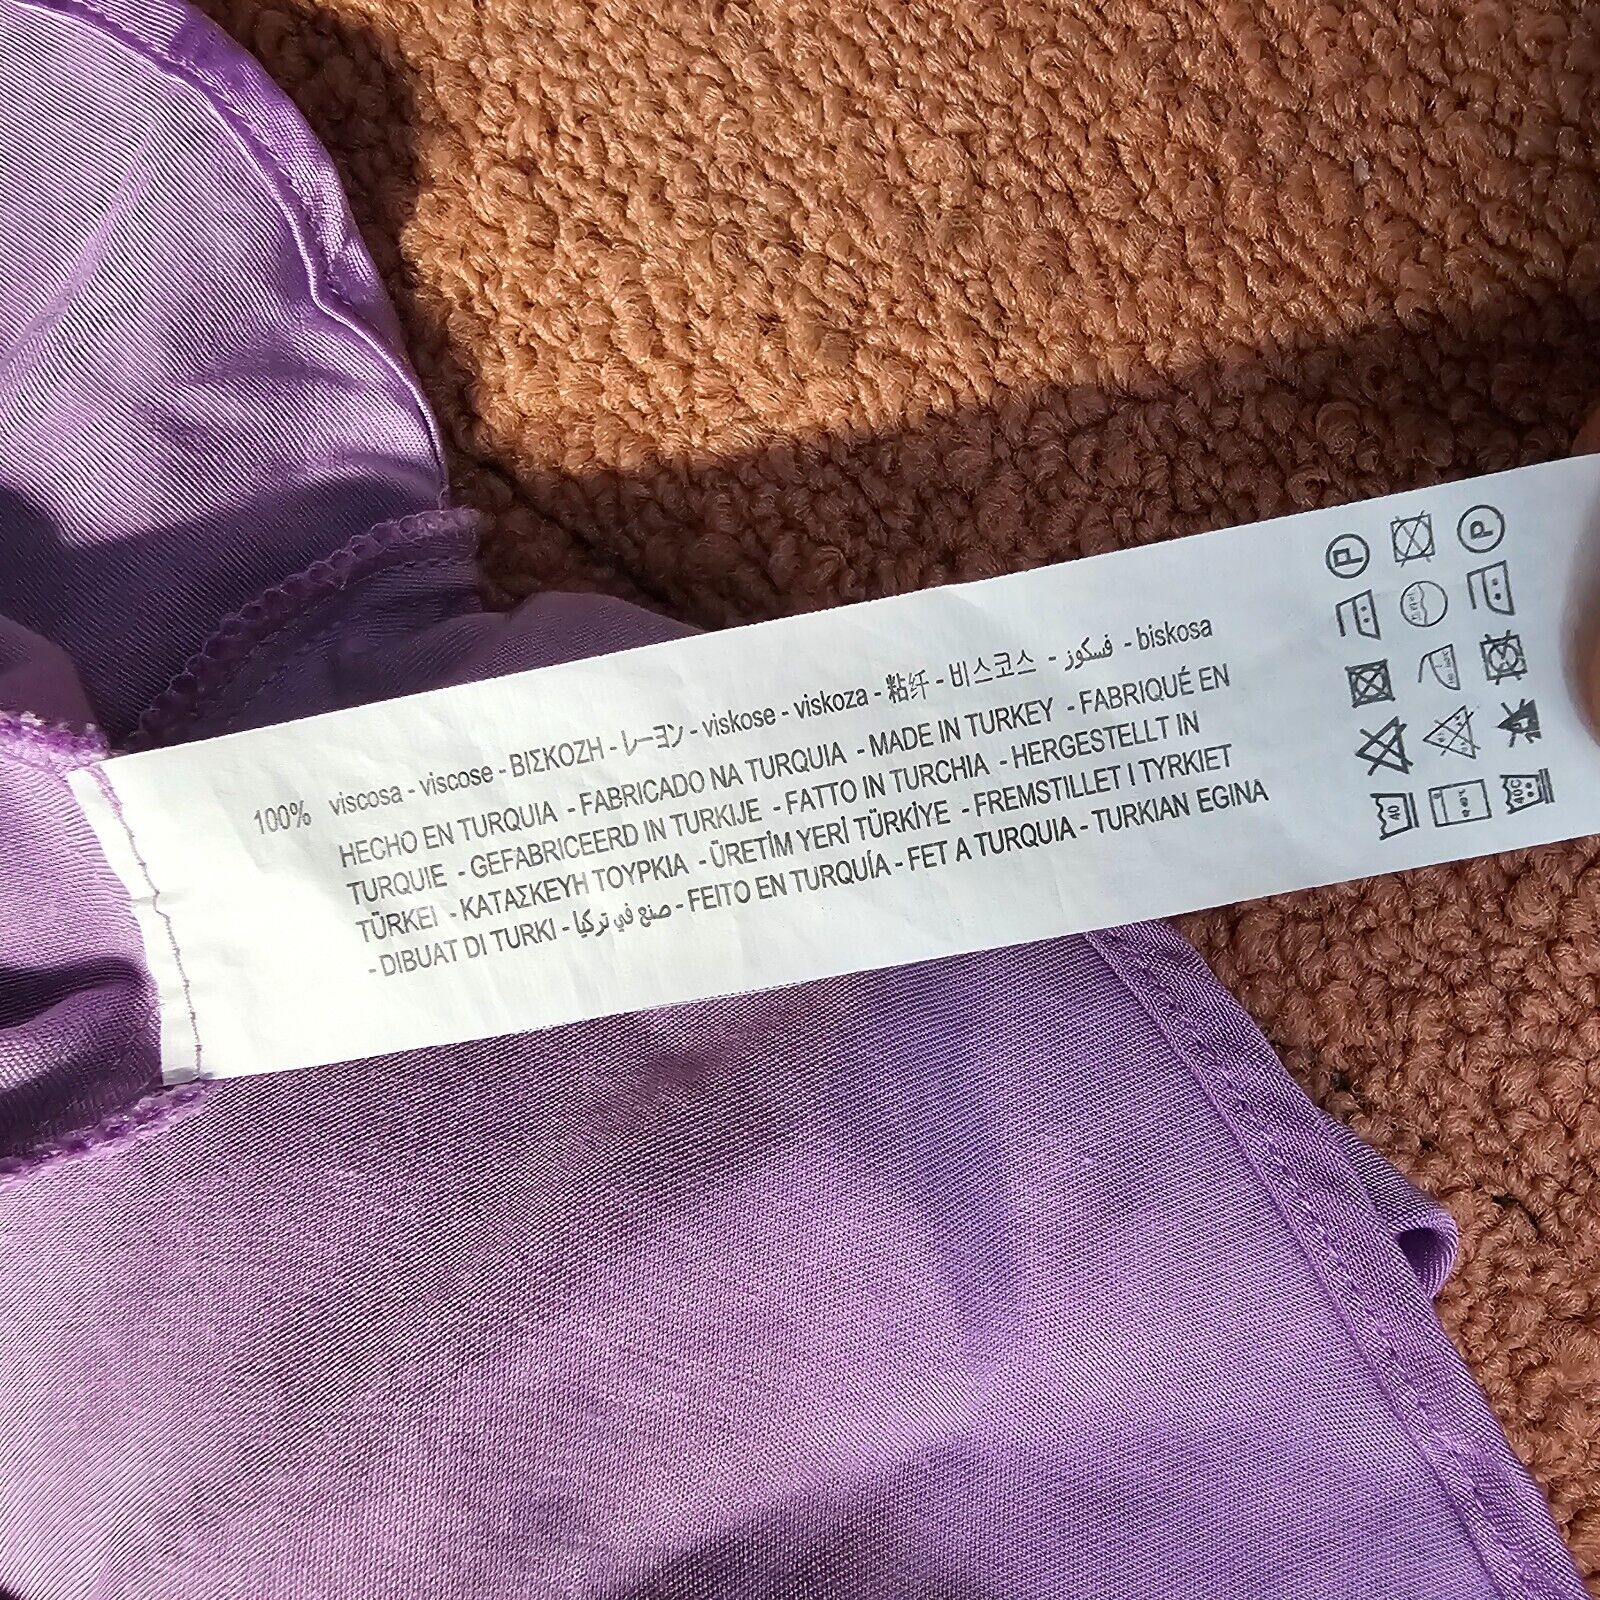 100% viscosa - viscose - ΒΙΣΚΟΖΗ - レーヨン - viskose - viskoza - 粘纤 - 비스코스 - فسكوز - biskosa
HECHO EN TURQUIA - FABRICADO NA TURQUIA - MADE IN TURKEY - FABRIQUÉ EN
TURQUIE - GEFABRICEERD IN TURKIJE - FATTO IN TURCHIA - HERGESTELLT IN
TÜRKEI - ΚΑΤΑΣΚΕΥΗ ΤΟΥΡΚΙΑ - ÜRETİM YERİ TÜRKİYE - FREMSTILLET I TYRKIET
- DIBUAT DI TURKI - صنع في تركيا - FEITO EN TURQUÍA - FET A TURQUIA - TURKIAN EGINA
P P
40 40C